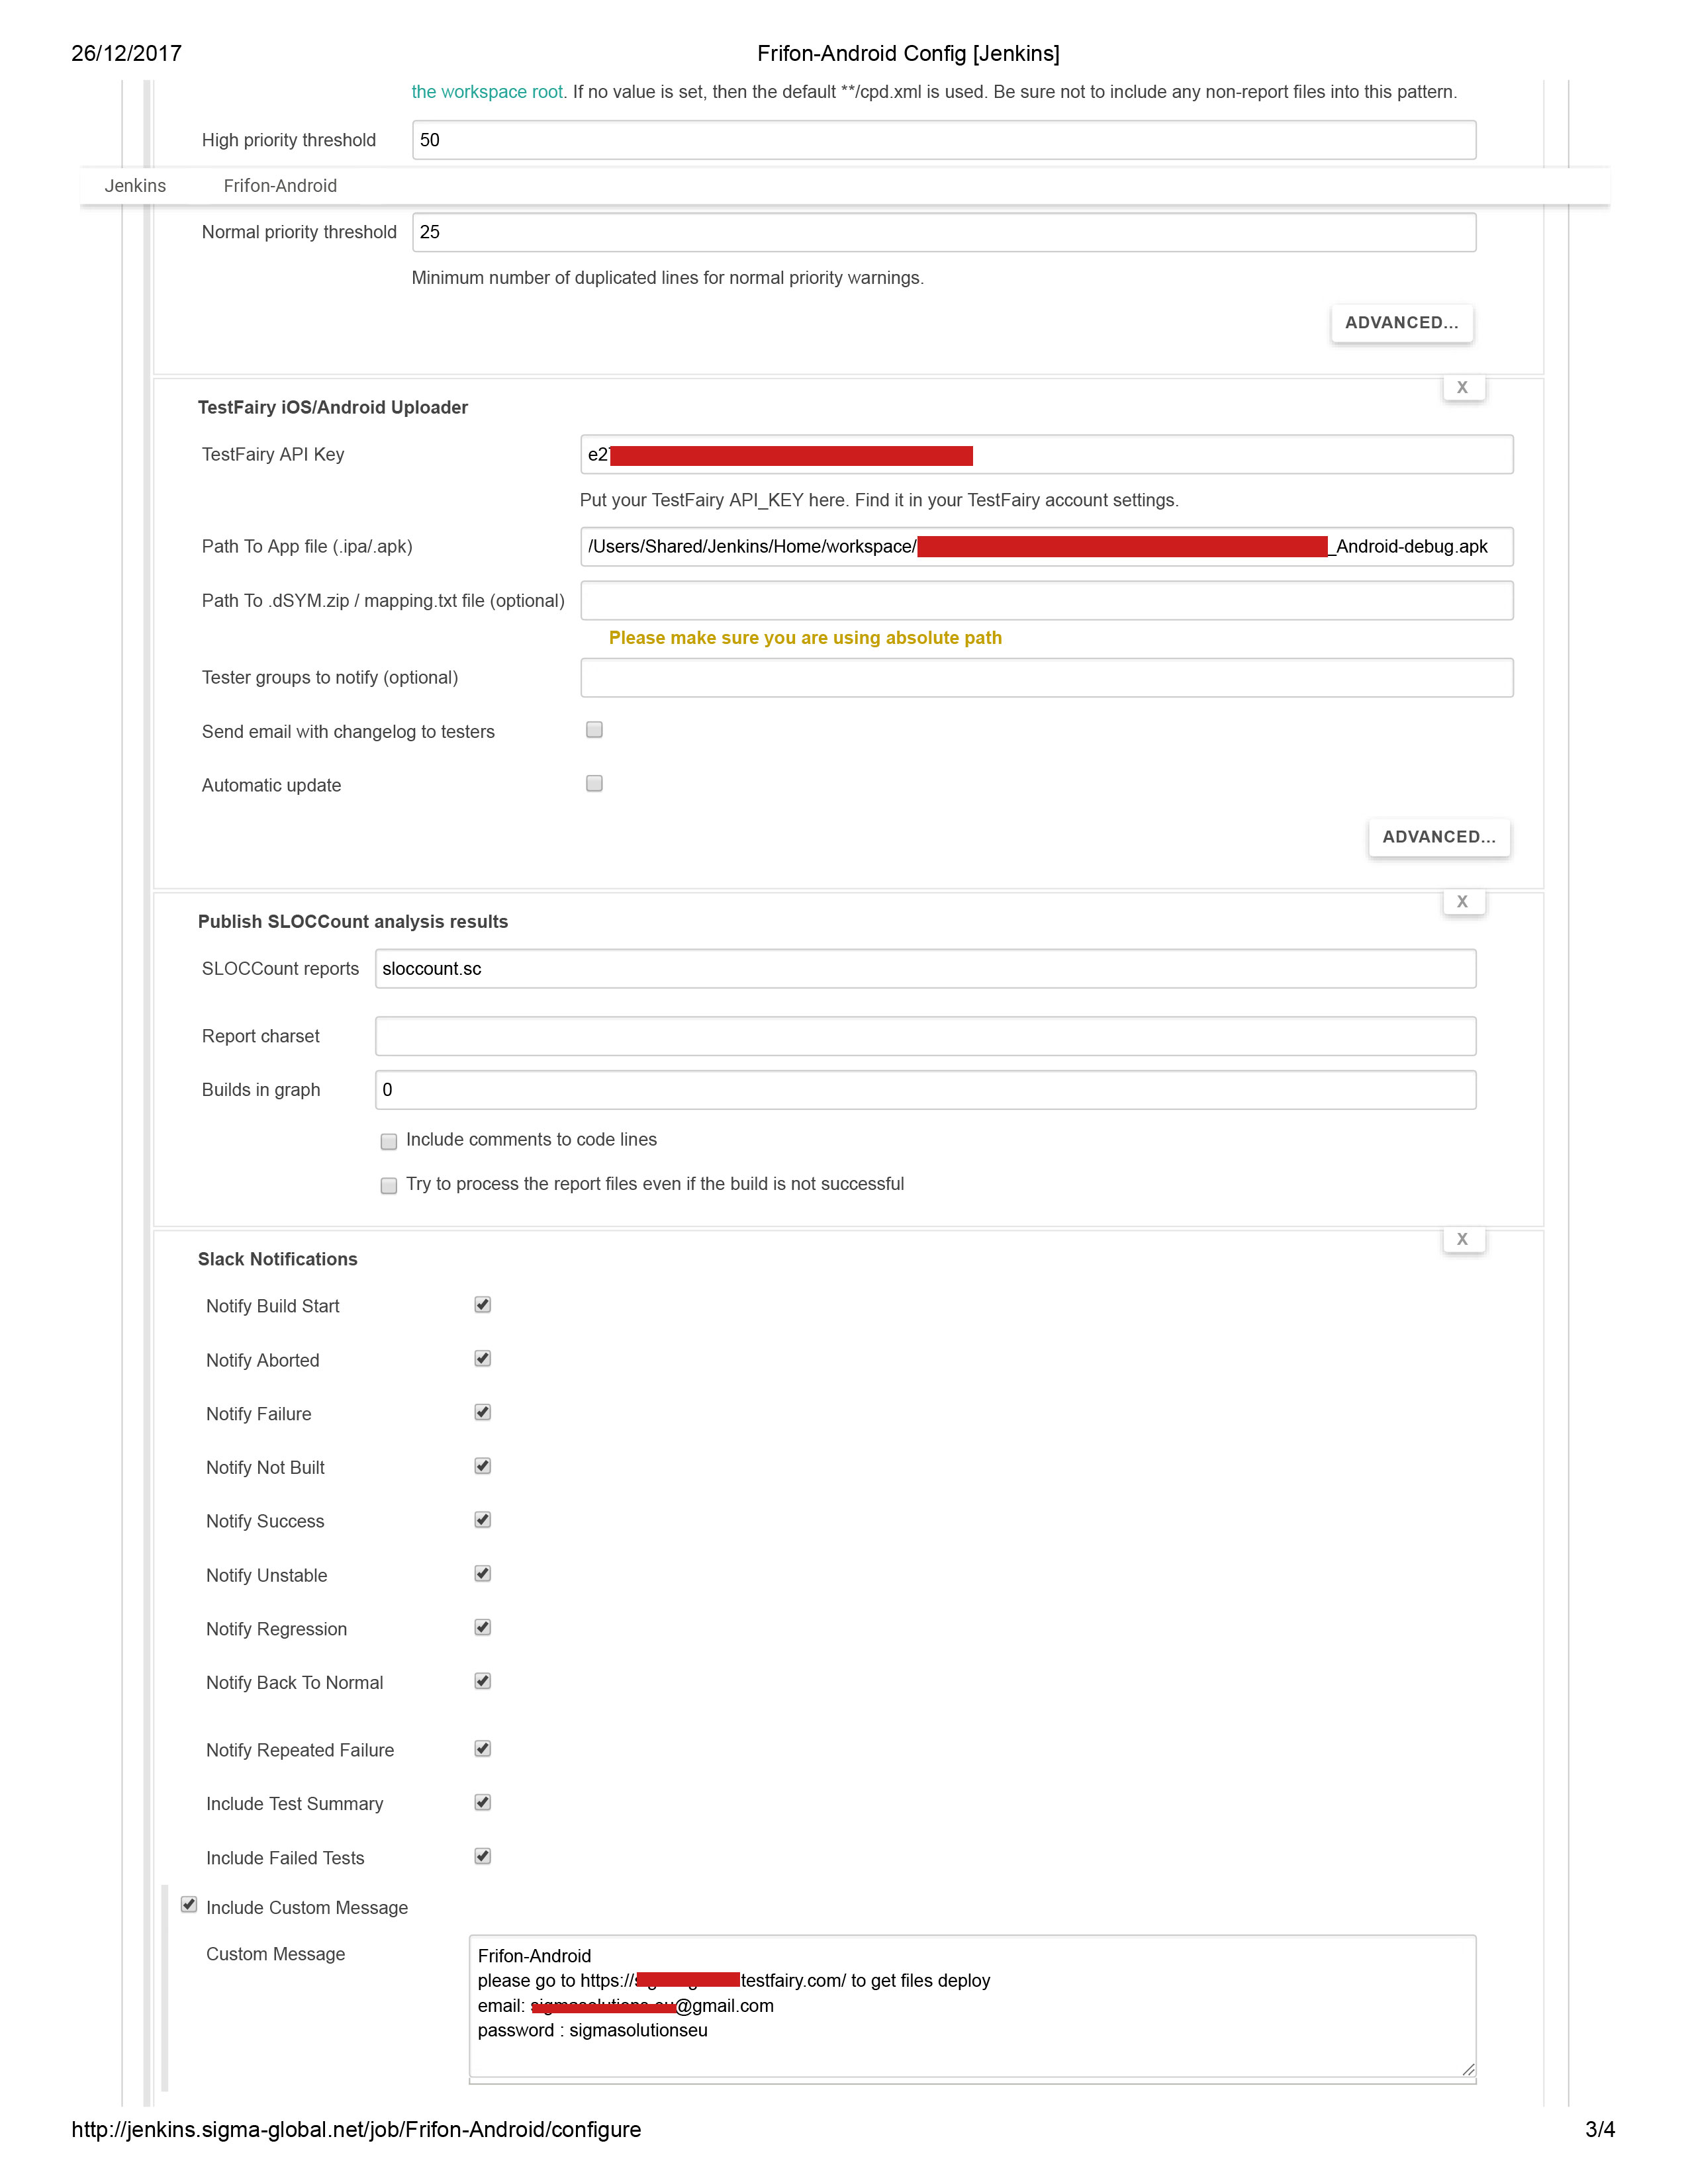 26/12/2017 Frifon-Android Config [Jenkins]
the workspace root. If no value is set, then the default **/cpd.xml is used. Be sure not to include any non-report files into this pattern.
High priority threshold 50
Jenkins Frifon-Android
Normal priority threshold 25
Minimum number of duplicated lines for normal priority warnings.
ADVANCED...
X
TestFairy iOS/Android Uploader
TestFairy API Key e2
Put your TestFairy API_KEY here. Find it in your TestFairy account settings.
Path To App file (.ipa/.apk) /Users/Shared/Jenkins/Home/workspace/ _Android-debug.apk
Path To .dSYM.zip / mapping.txt file (optional)
Please make sure you are using absolute path
Tester groups to notify (optional)
Send email with changelog to testers
Automatic update
ADVANCED...
X
Publish SLOCCount analysis results
SLOCCount reports sloccount.sc
Report charset
Builds in graph 0
Include comments to code lines
Try to process the report files even if the build is not successful
X
Slack Notifications
Notify Build Start
Notify Aborted
Notify Failure
Notify Not Built
Notify Success
Notify Unstable
Notify Regression
Notify Back To Normal
Notify Repeated Failure
Include Test Summary
Include Failed Tests
Include Custom Message
Custom Message Frifon-Android
please go to https:// testfairy.com/ to get files deploy
email: @gmail.com
password : sigmasolutionseu
http://jenkins.sigma-global.net/job/Frifon-Android/configure 3/4